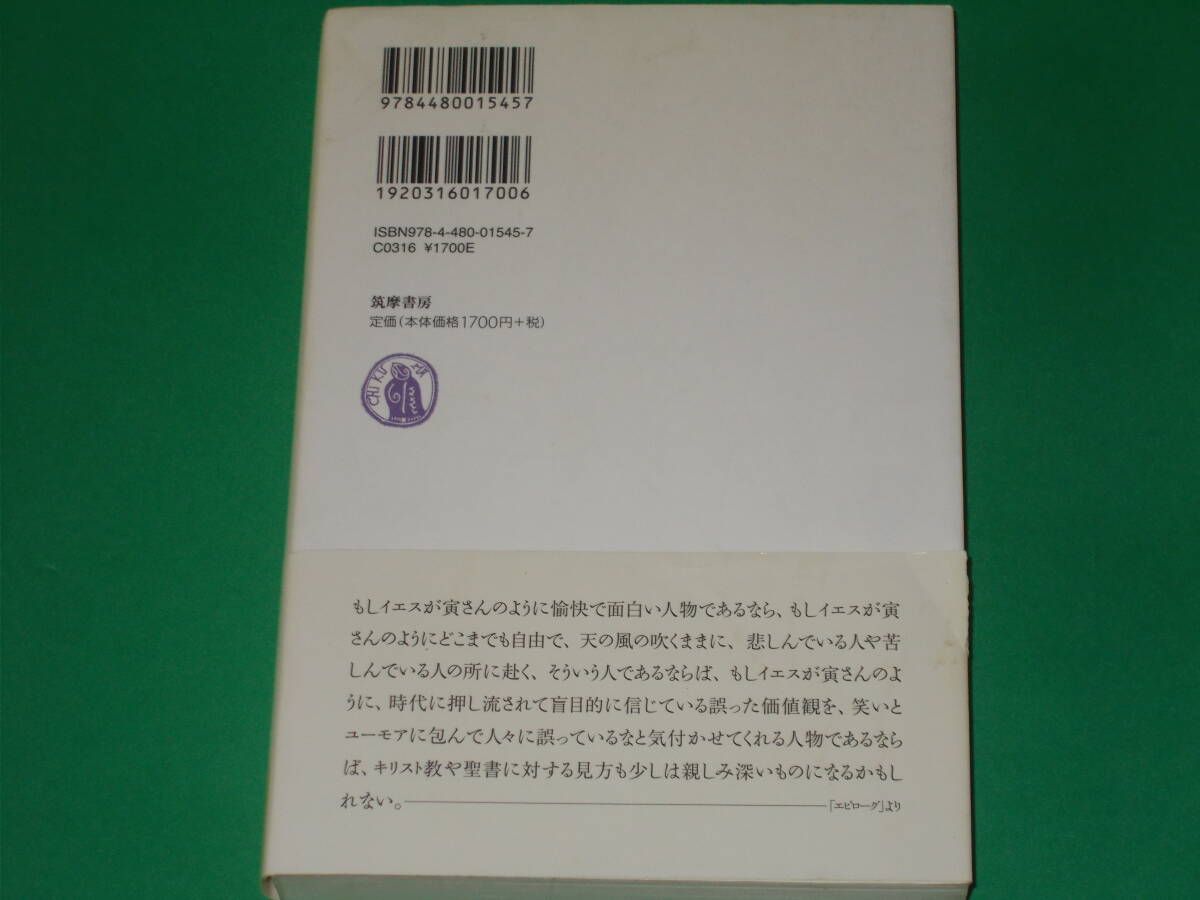 9784480015457
1920316017006
ISBN978-4-480-01545-7
C0316 ¥1700E
筑摩書房
定価(本体価格1700円+税)
CHIKUMA
もしイエスが寅さんのように愉快で面白い人物であるなら、もしイエスが寅
さんのようにどこまでも自由で、天の風の吹くままに、悲しんでいる人や苦
しんでいる人の所に赴く、そういう人であるならば、もしイエスが寅さんのよ
うに、時代に押し流されて盲目的に信じている誤った価値観を、笑いと
ユーモアに包んで人々に誤っているなと気付かせてくれる人物であるなら
ば、キリスト教や聖書に対する見方も少しは親しみ深いものになるかもし
れない。――「エピローグ」より